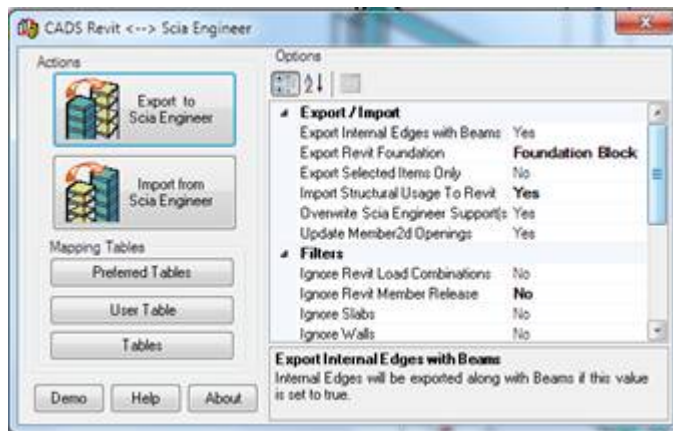 CADS Revit <--> Scia Engineer
Actions
Export to
Scia Engineer
Import from
Scia Engineer
Mapping Tables
Preferred Tables
User Table
Tables
Demo
Help
About
Options
Export / Import
Export Internal Edges with Beams Yes
Export Revit Foundation Foundation Block
Export Selected Items Only No
Import Structural Usage To Revit Yes
Overwrite Scia Engineer Support(s Yes
Update Member2d Openings Yes
Filters
Ignore Revit Load Combinations No
Ignore Revit Member Release No
Ignore Slabs No
Ignore Walls No
Export Internal Edges with Beams
Internal Edges will be exported along with Beams if this value
is set to true.